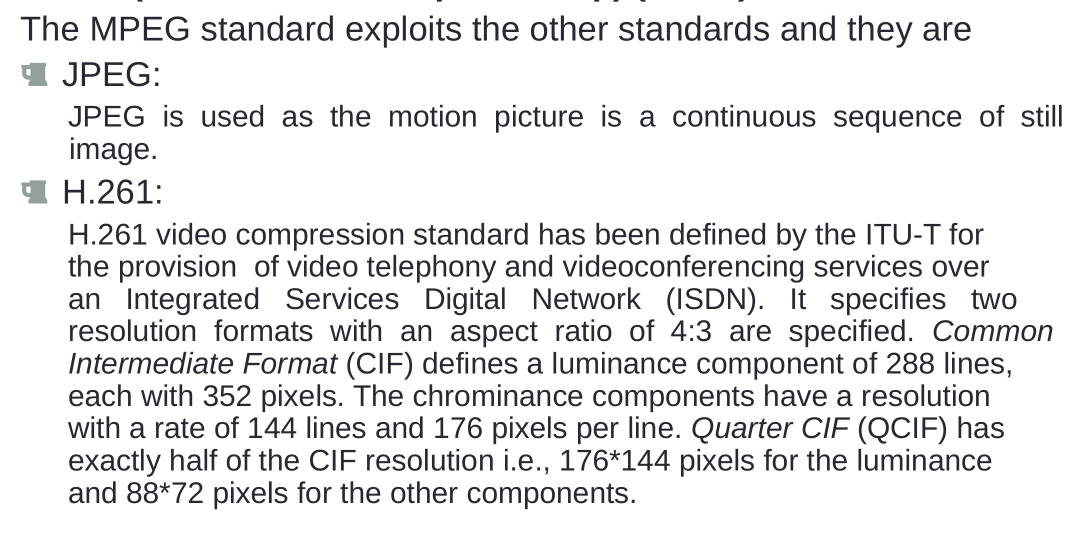 The MPEG standard exploits the other standards and they are
JPEG:
JPEG is used as the motion picture is a continuous sequence of still
image.
H.261:
H.261 video compression standard has been defined by the ITU-T for
the provision of video telephony and videoconferencing services over
an Integrated Services Digital Network (ISDN). It specifies two
resolution formats with an aspect ratio of 4:3 are specified. Common
Intermediate Format (CIF) defines a luminance component of 288 lines,
each with 352 pixels. The chrominance components have a resolution
with a rate of 144 lines and 176 pixels per line. Quarter CIF (QCIF) has
exactly half of the CIF resolution i.e., 176*144 pixels for the luminance
and 88*72 pixels for the other components.